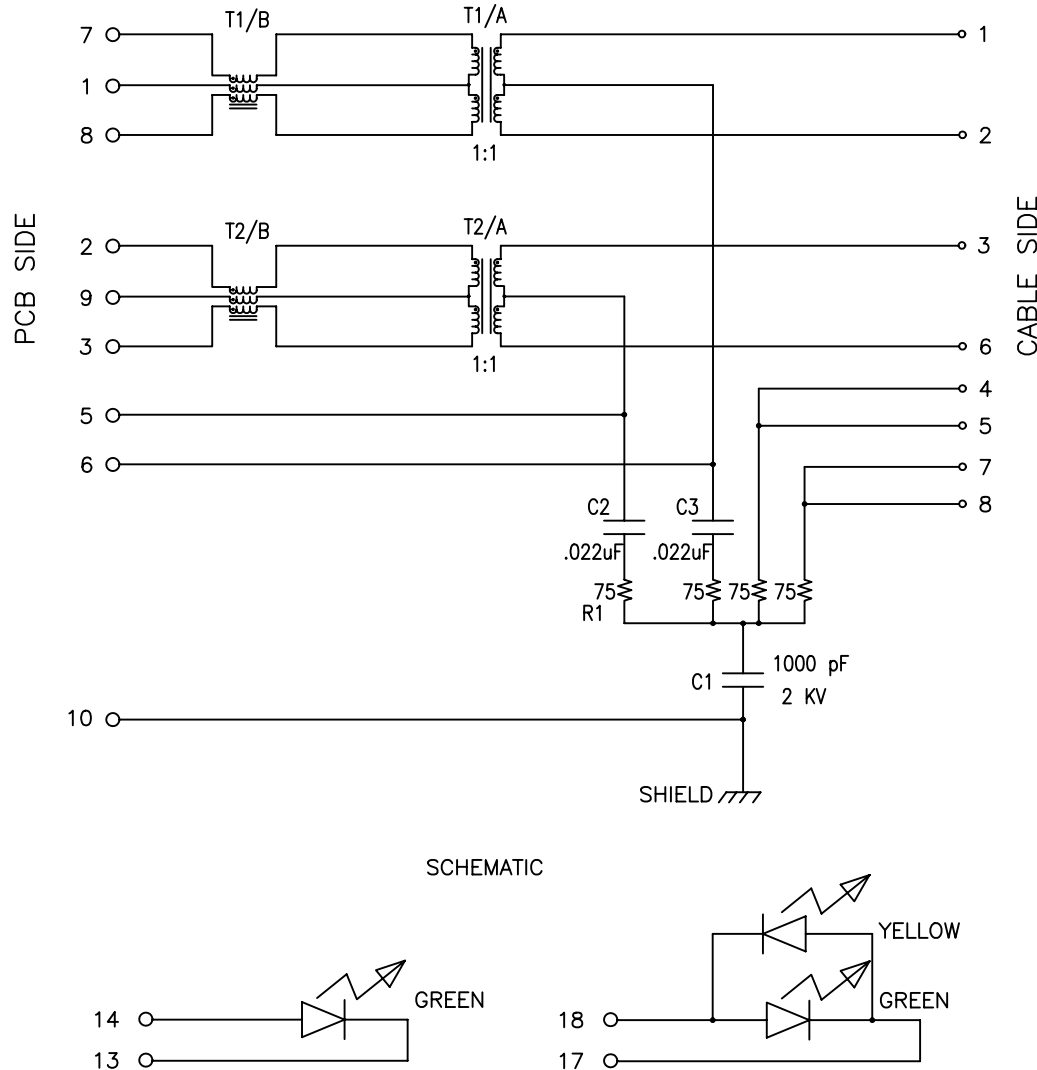 T1/B
T1/A
7
1
1
8
2
1:1
PCB SIDE
CABLE SIDE
T2/B
T2/A
2
3
9
3
6
1:1
4
5
5
6
7
8
C2
C3
.022uF
.022uF
75
75
75
75
R1
1000 pF
C1
2 KV
10
SHIELD
SCHEMATIC
YELLOW
GREEN
GREEN
14
18
13
17